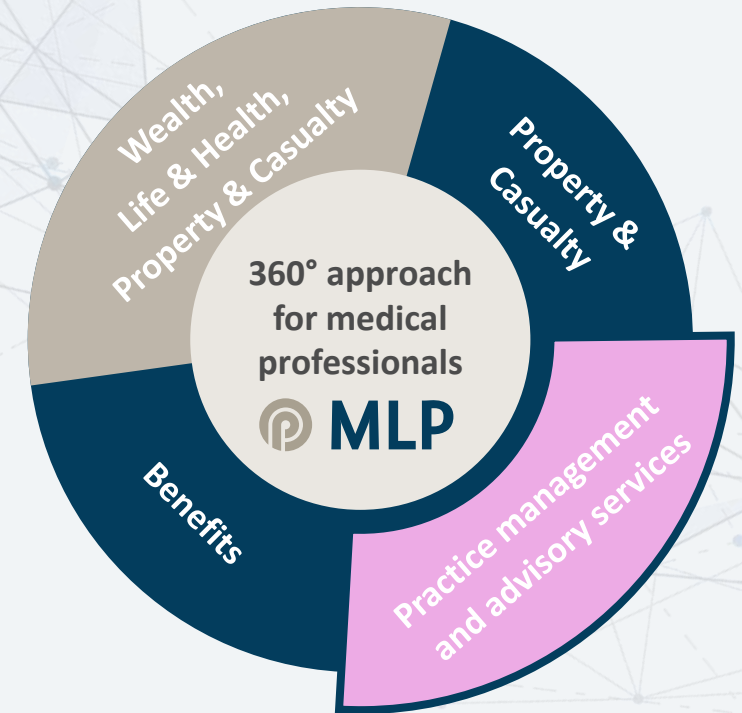 Wealth,
Life & Health,
Property & Casualty
Property &
Casualty
360° approach
for medical
professionals
MLP
Benefits
Practice management
and advisory services